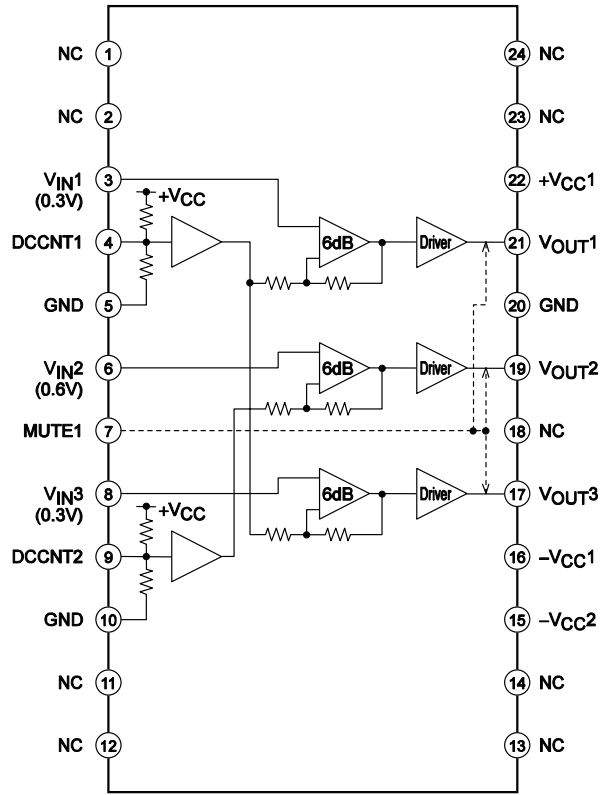 NC 1
24 NC
NC 2
23 NC
VIN1 3
(0.3V)
22 +VCC1
+VCC
DCCNT1 4
6dB
Driver
21 VOUT1
GND 5
20 GND
VIN2 6
(0.6V)
6dB
Driver
19 VOUT2
MUTE1 7
18 NC
VIN3 8
(0.3V)
6dB
Driver
17 VOUT3
+VCC
DCCNT2 9
16 –VCC1
GND 10
15 –VCC2
NC 11
14 NC
NC 12
13 NC